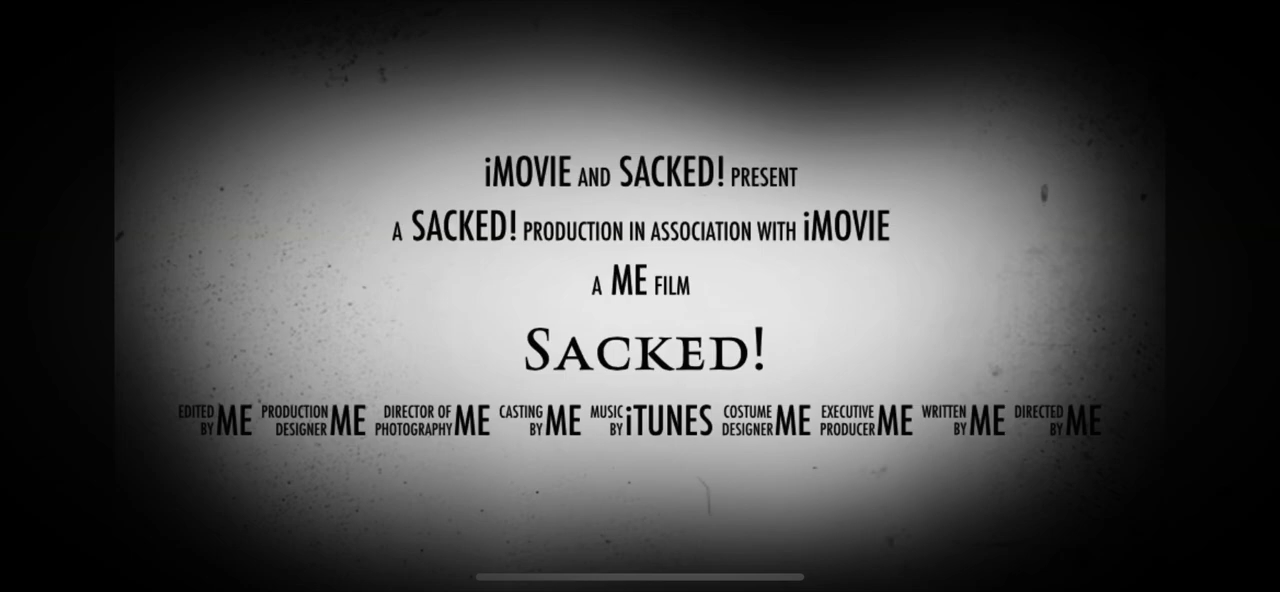 iMOVIE AND SACKED! PRESENT
A SACKED! PRODUCTION IN ASSOCIATION WITH iMOVIE
A ME FILM
SACKED!
EDITED BY ME PRODUCTION DESIGNER ME DIRECTOR OF PHOTOGRAPHY ME CASTING BY ME MUSIC BY iTUNES COSTUME DESIGNER ME EXECUTIVE PRODUCER ME WRITTEN BY ME DIRECTED BY ME